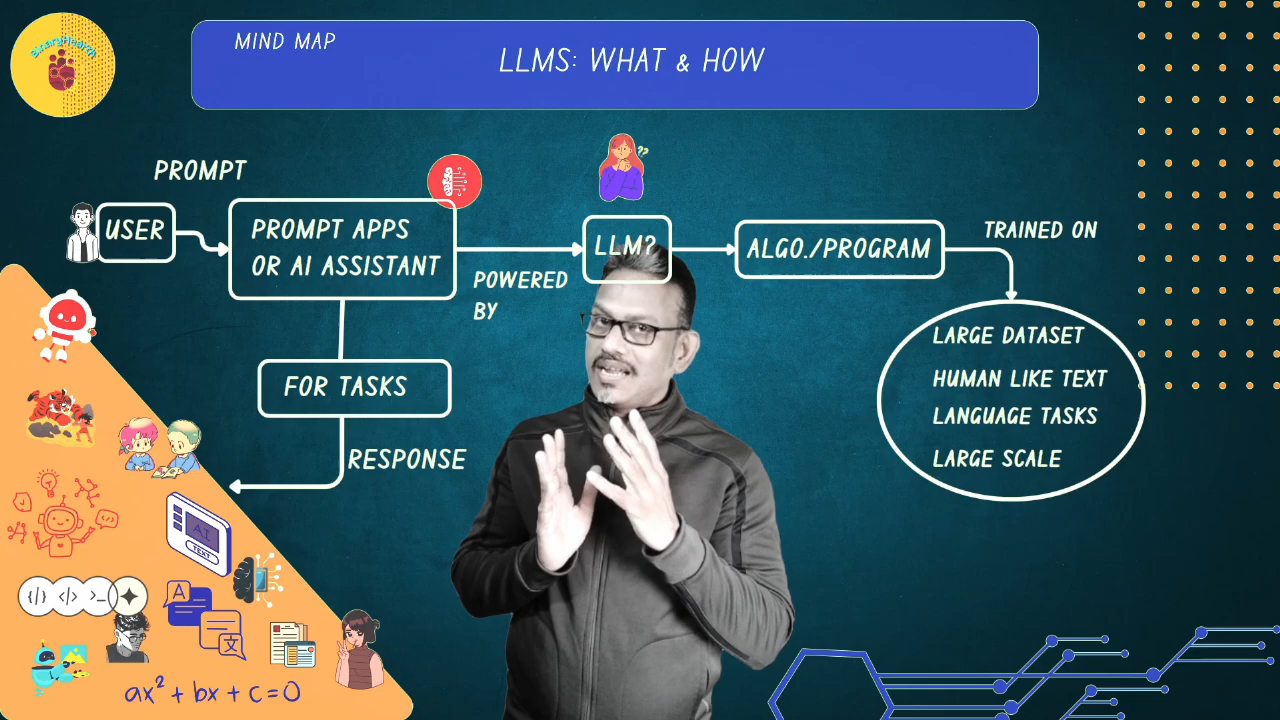 BinaryHearth
MIND MAP
LLMS: WHAT & HOW
PROMPT
USER
PROMPT APPS
OR AI ASSISTANT
POWERED
BY
LLM?
??
ALGO./PROGRAM
TRAINED ON
LARGE DATASET
HUMAN LIKE TEXT
LANGUAGE TASKS
LARGE SCALE
FOR TASKS
RESPONSE
AI
TEXT
{/} </> >_
A
文
ax² + bx + c = 0